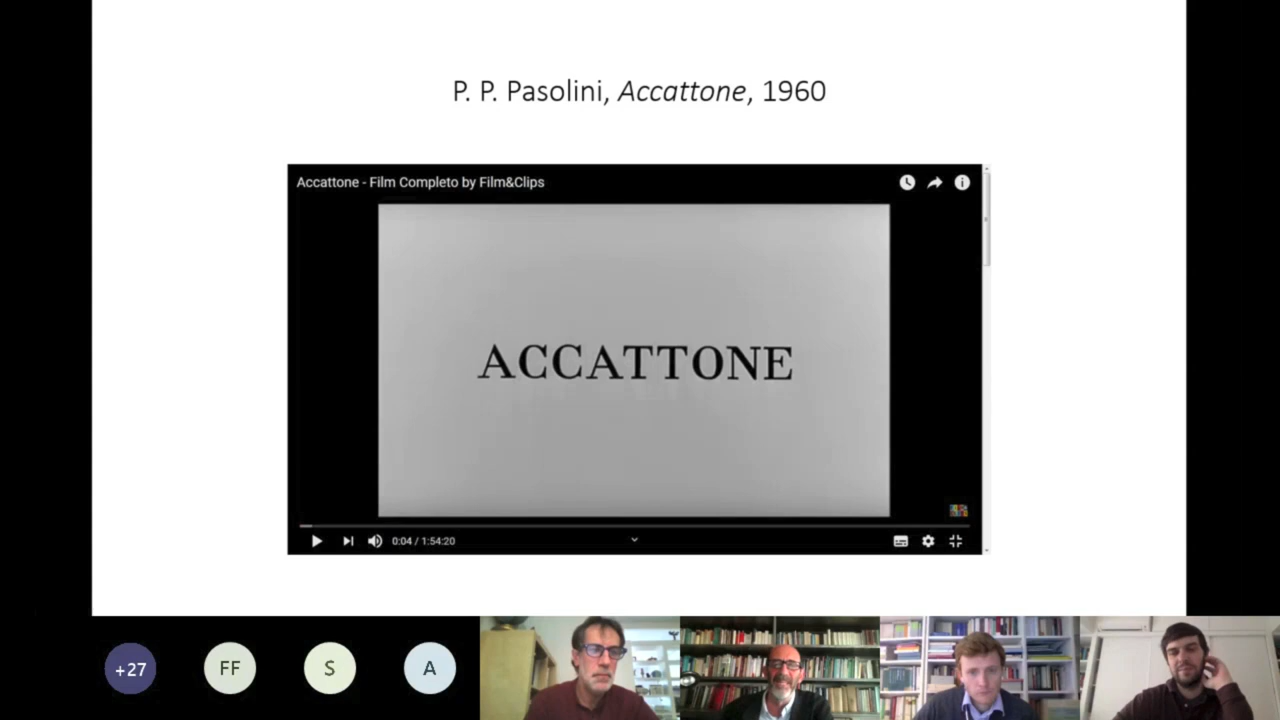 P. P. Pasolini, Accattone, 1960
Accattone - Film Completo by Film&Clips
ACCATTONE
0:04 / 1:54:20
+27
FF
S
A